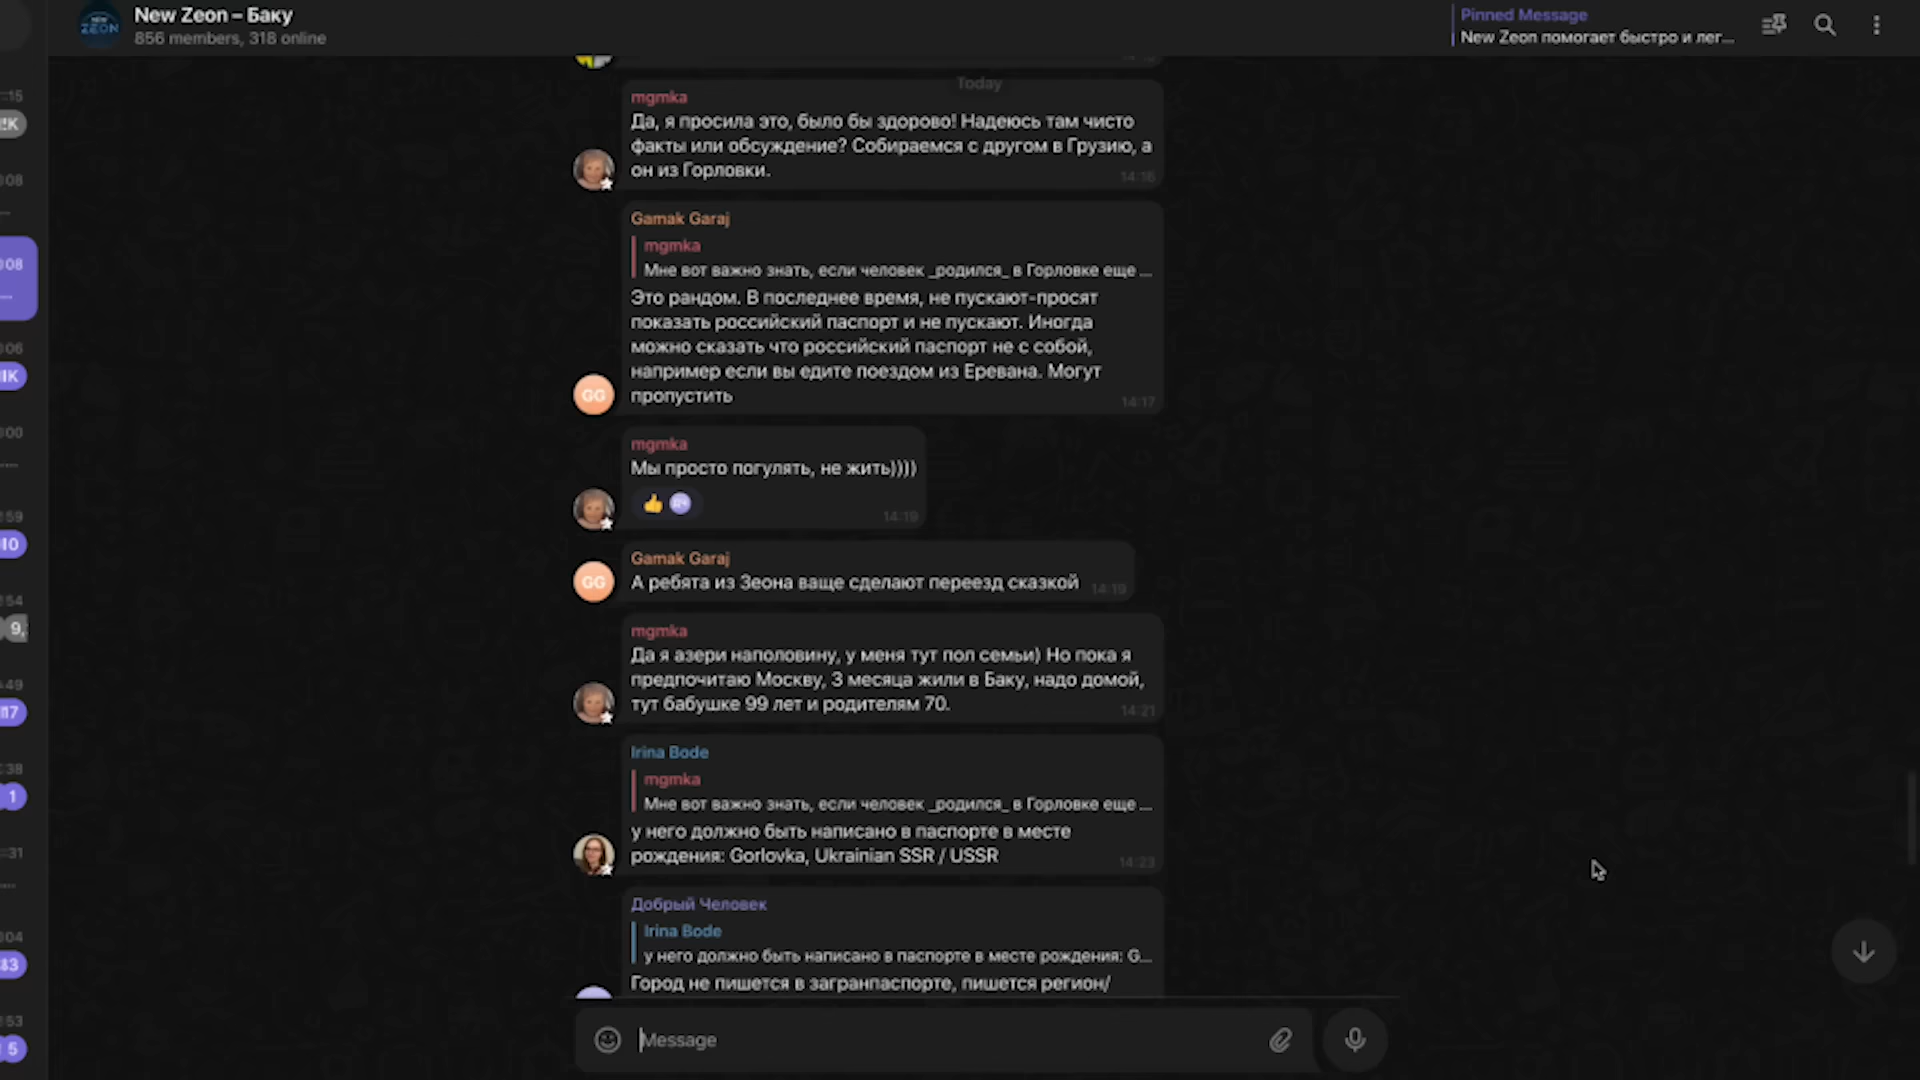 New Zeon – Баку
856 members, 318 online
Pinned Message
New Zeon помогает быстро и лег...
Today
mgmka
Да, я просила это, было бы здорово! Надеюсь там чисто
факты или обсуждение? Собираемся с другом в Грузию, а
он из Горловки.
14:16
Gamak Garaj
mgmka
Мне вот важно знать, если человек _родился_ в Горловке еще ...
Это рандом. В последнее время, не пускают-просят
показать российский паспорт и не пускают. Иногда
можно сказать что российский паспорт не с собой,
например если вы едите поездом из Еревана. Могут
пропустить
14:17
GG
mgmka
Мы просто погулять, не жить))))
14:19
Gamak Garaj
А ребята из Зеона ваще сделают переезд сказкой
14:19
GG
mgmka
Да я азери наполовину, у меня тут пол семьи) Но пока я
предпочитаю Москву, 3 месяца жили в Баку, надо домой,
тут бабушке 99 лет и родителям 70.
14:21
Irina Bode
mgmka
Мне вот важно знать, если человек _родился_ в Горловке еще ...
у него должно быть написано в паспорте в месте
рождения: Gorlovka, Ukrainian SSR / USSR
14:23
Добрый Человек
Irina Bode
у него должно быть написано в паспорте в месте рождения: G...
Город не пишется в загранпаспорте, пишется регион/
Message